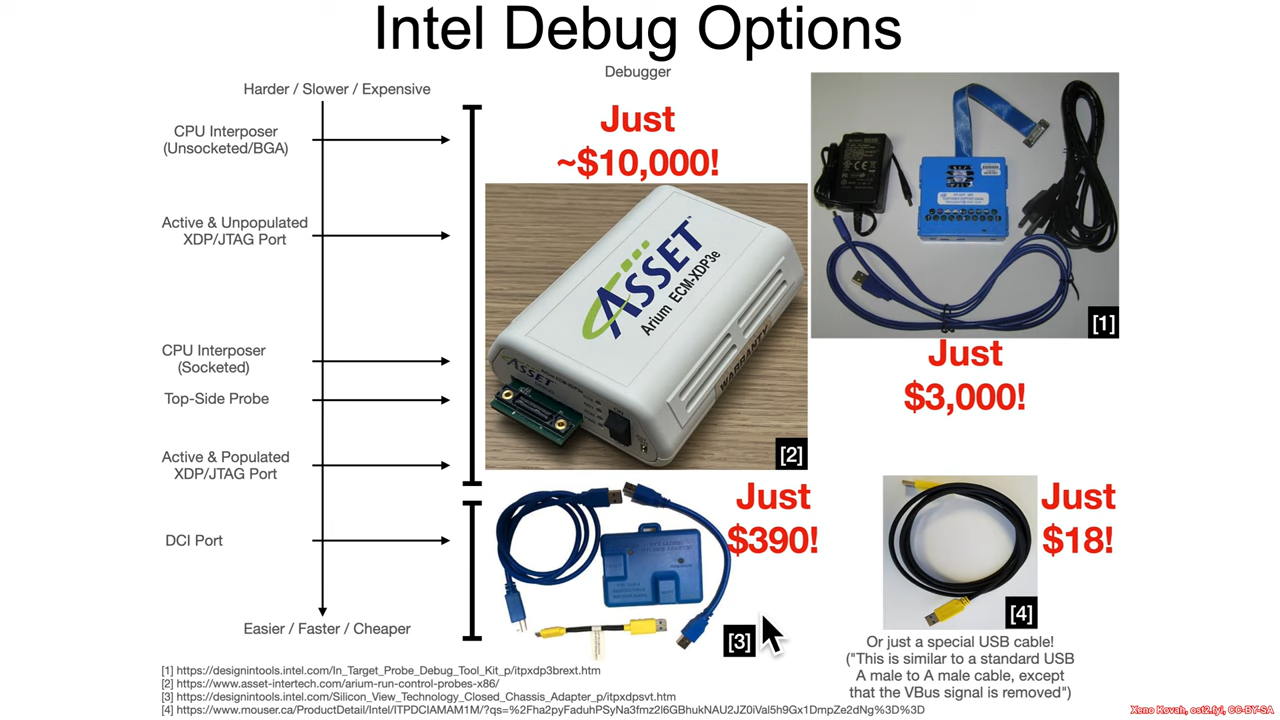 Intel Debug Options
Debugger
Harder / Slower / Expensive
CPU Interposer
(Unsocketed/BGA)
Active & Unpopulated
XDP/JTAG Port
CPU Interposer
(Socketed)
Top-Side Probe
Active & Populated
XDP/JTAG Port
DCI Port
Easier / Faster / Cheaper
Just
~$10,000!
ASSET
Arium ECM-XDP3e
WARRANTY
ASSET
[2]
[1]
Just
$3,000!
Just
$390!
[3]
Just
$18!
[4]
Or just a special USB cable!
("This is similar to a standard USB
A male to A male cable, except
that the VBus signal is removed")
[1] https://designintools.intel.com/In_Target_Probe_Debug_Tool_Kit_p/itpxdp3brext.htm
[2] https://www.asset-intertech.com/arium-run-control-probes-x86/
[3] https://designintools.intel.com/Silicon_View_Technology_Closed_Chassis_Adapter_p/itpxdpsvt.htm
[4] https://www.mouser.ca/ProductDetail/Intel/ITPDCIAMAM1M/?qs=%2Fha2pyFaduhPSyNa3fmz2l6GBhukNAU2JZ0iVal5h9Gx1DmpZe2dNg%3D%3D
Xeno Kovah, ost2.fyi, CC-BY-SA